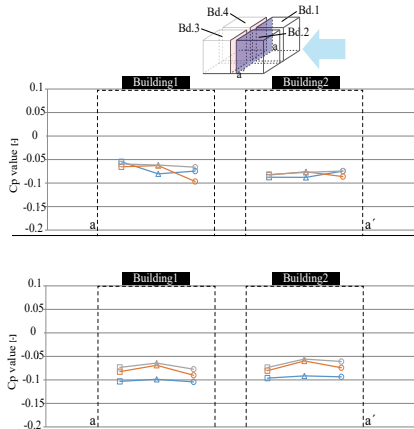 Bd.4
Bd.1
Bd.3
Bd.2
a
a´
Building1 Building2
0.1
0.05
0
-0.05
-0.1
-0.15
-0.2
Cp value [-]
a a´
Building1 Building2
0.1
0.05
0
-0.05
-0.1
-0.15
-0.2
Cp value [-]
a a´